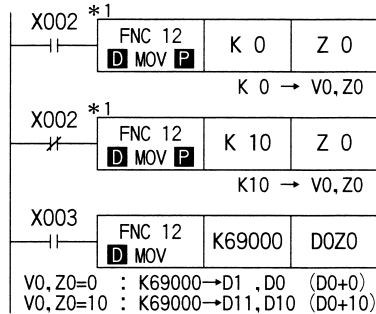 X002 *1
FNC 12
D MOV P
K 0
Z 0
K 0 → V0, Z0
X002 *1
FNC 12
D MOV P
K 10
Z 0
K10 → V0, Z0
X003
FNC 12
D MOV
K69000
D0Z0
V0, Z0=0 : K69000→D1 , D0 (D0+0)
V0, Z0=10 : K69000→D11, D10 (D0+10)